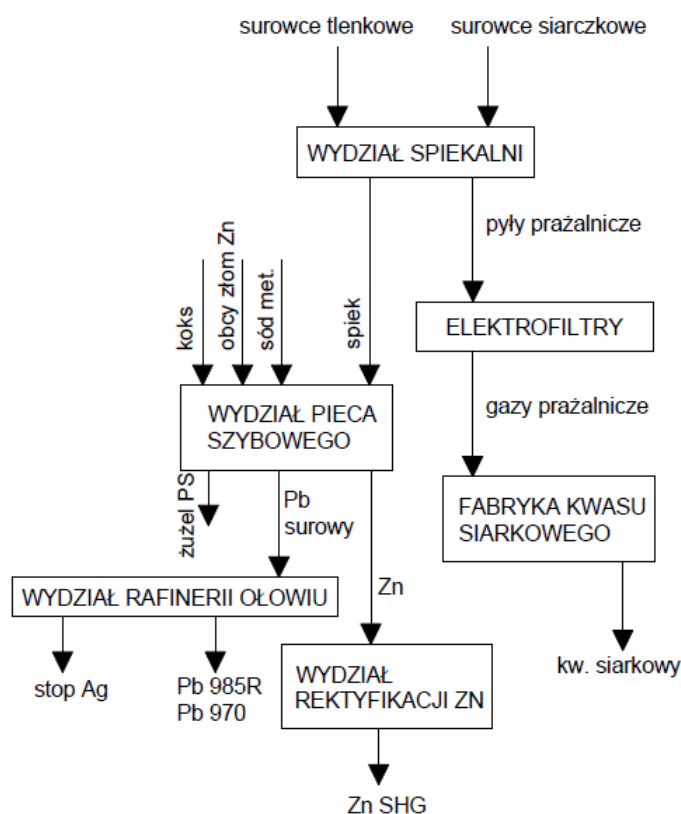 surowce tlenkowe
surowce siarczkowe
WYDZIAŁ SPIEKALNI
pyły prażalnicze
koks
obcy złom Zn
sód met.
spiek
ELEKTROFILTRY
gazy prażalnicze
WYDZIAŁ PIECA
SZYBOWEGO
żużel PS
Pb
surowy
Zn
FABRYKA KWASU
SIARKOWEGO
WYDZIAŁ RAFINERII OŁOWIU
stop Ag
Pb 985R
Pb 970
WYDZIAŁ
REKTYFIKACJI ZN
kw. siarkowy
Zn SHG